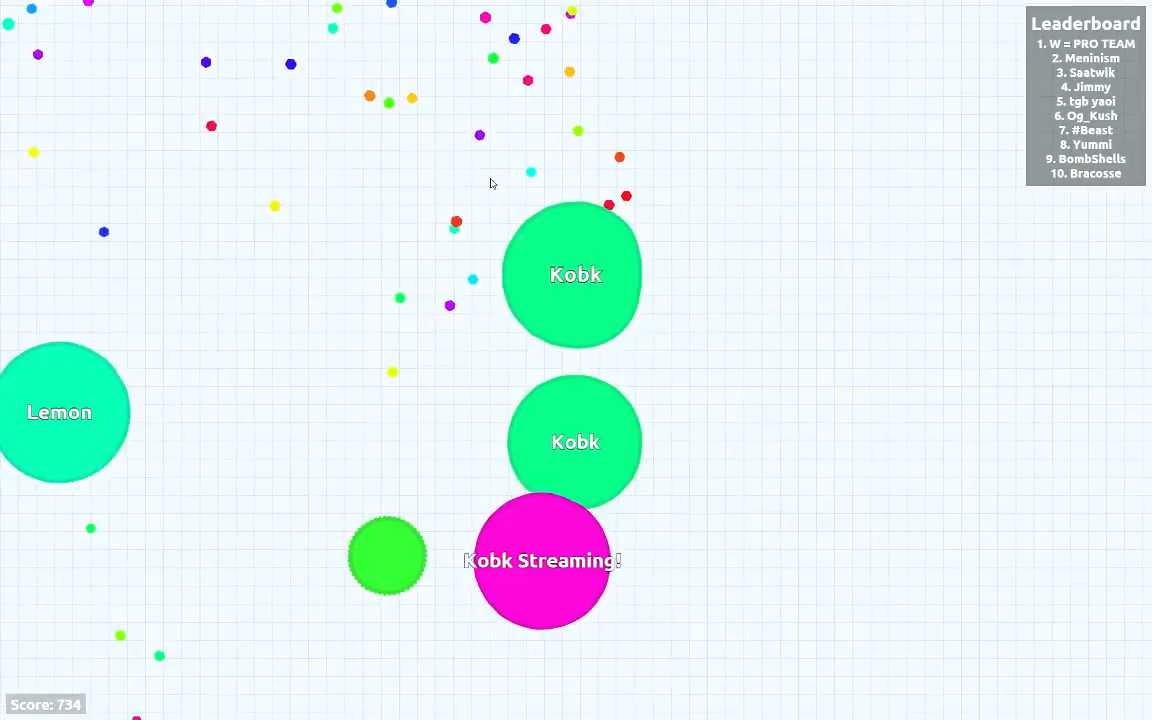 Leaderboard
1. W = PRO TEAM
2. Meninism
3. Saatwik
4. Jimmy
5. tgb yaoi
6. Og_Kush
7. #Beast
8. Yummi
9. BombShells
10. Bracosse
Kobk
Lemon
Kobk
Kobk Streaming!
Score: 734